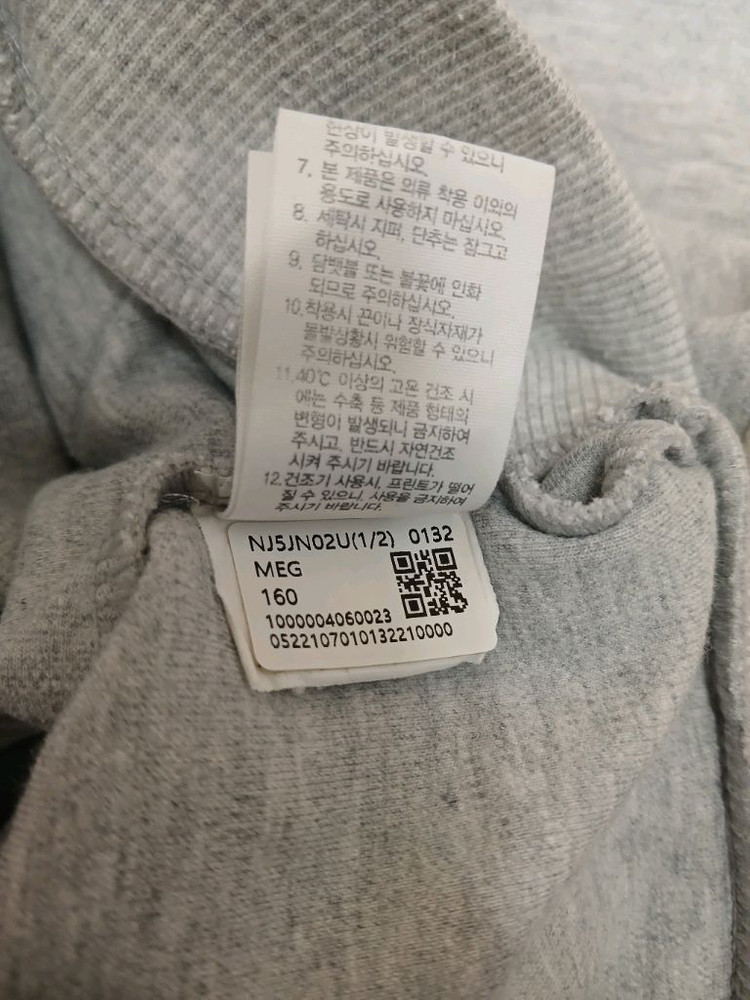 현상이 발생할 수 있으니
주의하십시오.
7. 본 제품은 의류 착용 이외의
용도로 사용하지 마십시오.
8. 세탁시 지퍼, 단추는 잠그고
하십시오.
9. 담뱃불 또는 불꽃에 인화
되므로 주의하십시오.
10.착용시 끈이나 장식자재가
돌발상황시 위험할 수 있으니
주의하십시오.
11.40℃ 이상의 고온 건조 시
에는 수축 등 제품 형태의
변형이 발생되니 금지하여
주시고, 반드시 자연건조
시켜 주시기 바랍니다.
12.건조기 사용시, 프린트가 떨어
질 수 있으니, 사용을 금지하여
주시기 바랍니다.
NJ5JN02U(1/2) 0132
MEG
160
1000004060023
0522107010132210000